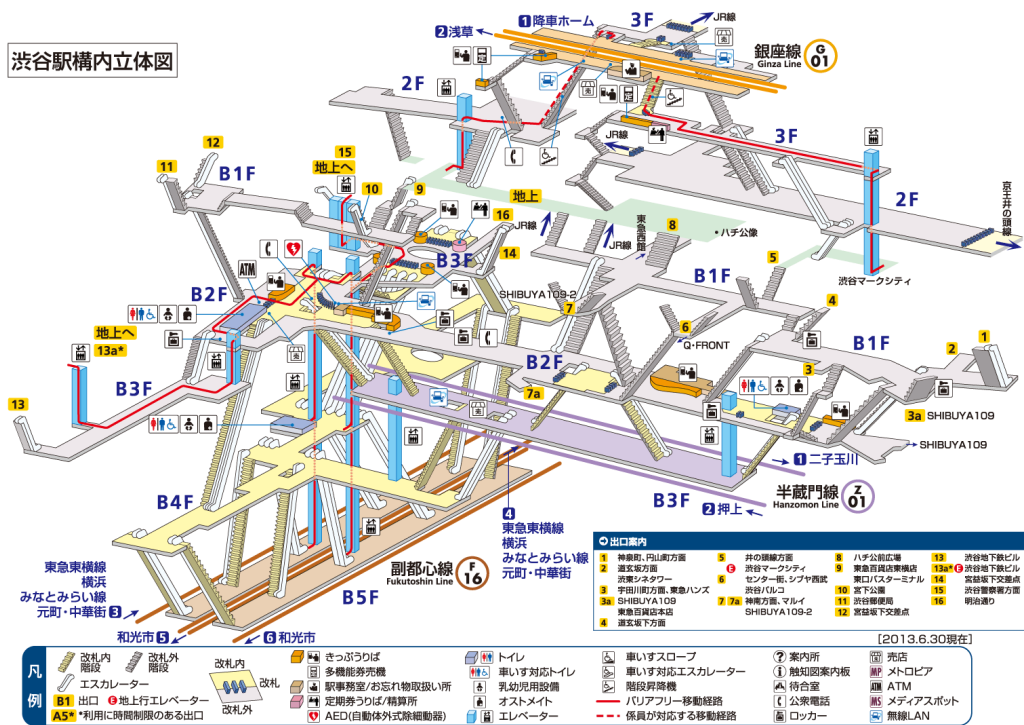 渋谷駅構内立体図
1 降車ホーム
2 浅草
3F
JR線
銀座線 G 01
Ginza Line
2F
JR線
3F
12
11
B1F
15
地上へ
10
9
地上
16
14
B3F
JR線
JR線
東急西館
8
・ハチ公像
2F
京王井の頭線
渋谷マークシティ
5
ATM
B2F
地上へ
13a*
B3F
13
SHIBUYA109-2
7
B1F
4
6
Q・FRONT
B2F
7a
B1F
3
2
1
3a SHIBUYA109
SHIBUYA109
1 二子玉川
半蔵門線 Z 01
Hanzomon Line
B3F
2 押上
B4F
4
東急東横線
横浜
みなとみらい線
元町・中華街
副都心線 F 16
Fukutoshin Line
B5F
東急東横線
横浜
みなとみらい線
元町・中華街 3
和光市 5
6 和光市
出口案内
1 神泉町、円山町方面
2 道玄坂方面
渋東シネタワー
3 宇田川町方面、東急ハンズ
3a SHIBUYA109
東急百貨店本店
4 道玄坂下方面
5 井の頭線方面
E 渋谷マークシティ
6 センター街、シブヤ西武
渋谷パルコ
7 7a 神南方面、マルイ
SHIBUYA109-2
8 ハチ公前広場
9 東急百貨店東横店
東口バスターミナル
10 宮下公園
11 渋谷郵便局
12 宮益坂下交差点
13 渋谷地下鉄ビル
13a* E 渋谷地下鉄ビル
14 宮益坂下交差点
15 渋谷警察署方面
16 明治通り
[2013.6.30現在]
凡例
改札内階段
改札外階段
エスカレーター
B1 出口 E 地上行エレベーター
A5* *利用に時間制限のある出口
改札内
改札
改札外
きっぷうりば
多機能券売機
駅事務室/お忘れ物取扱い所
定期券うりば/精算所
AED(自動体外式除細動器)
トイレ
車いす対応トイレ
乳幼児用設備
オストメイト
エレベーター
車いすスロープ
車いす対応エスカレーター
階段昇降機
バリアフリー移動経路
係員が対応する移動経路
案内所
触知図案内板
待合室
公衆電話
ロッカー
売店
MP メトロピア
ATM ATM
MS メディアスポット
無線LAN